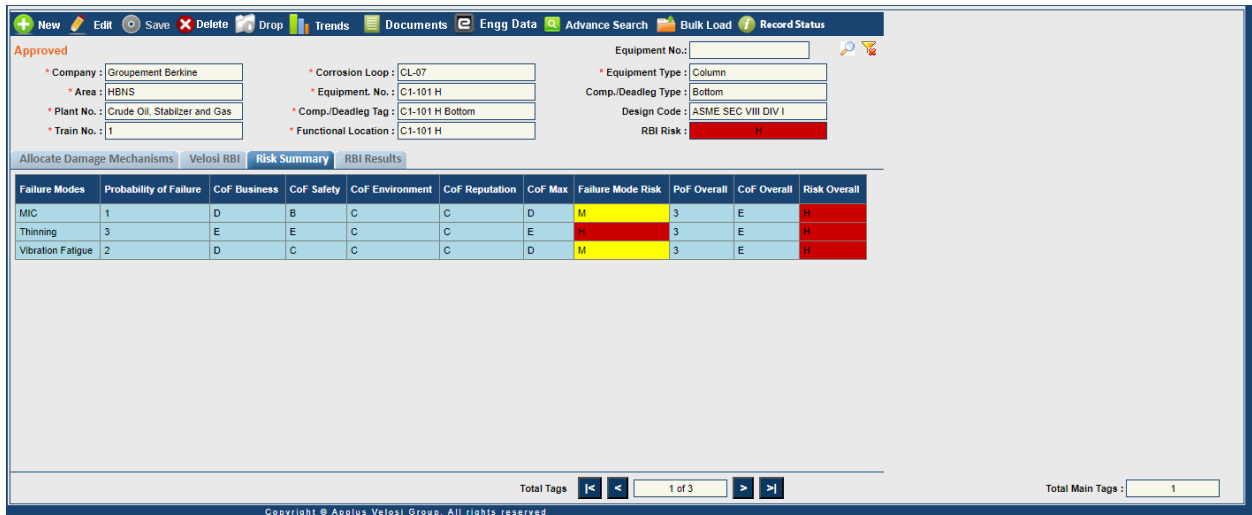 New Edit Save Delete Drop Trends Documents Engg Data Advance Search Bulk Load Record Status
Approved Equipment No.:
* Company : Groupement Berkine * Corrosion Loop : CL-07 * Equipment Type : Column
* Area : HBNS * Equipment. No. : C1-101 H Comp./Deadleg Type : Bottom
* Plant No. : Crude Oil, Stabilzer and Gas * Comp./Deadleg Tag : C1-101 H Bottom Design Code : ASME SEC VIII DIV I
* Train No. : 1 * Functional Location : C1-101 H RBI Risk : H
Allocate Damage Mechanisms Velosi RBI Risk Summary RBI Results
Failure Modes Probability of Failure CoF Business CoF Safety CoF Environment CoF Reputation CoF Max Failure Mode Risk PoF Overall CoF Overall Risk Overall
MIC 1 D B C C D M 3 E H
Thinning 3 E E C C E H 3 E H
Vibration Fatigue 2 D C C C D M 3 E H
Total Tags |< < 1 of 3 > >| Total Main Tags : 1
Copyright © Applus Velosi Group. All rights reserved